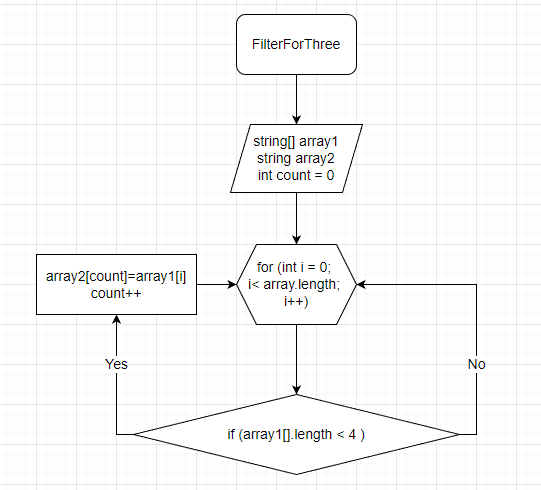 FilterForThree
string[] array1
string array2
int count = 0
for (int i = 0;
i< array.length;
i++)
array2[count]=array1[i]
count++
Yes
No
if (array1[].length < 4 )